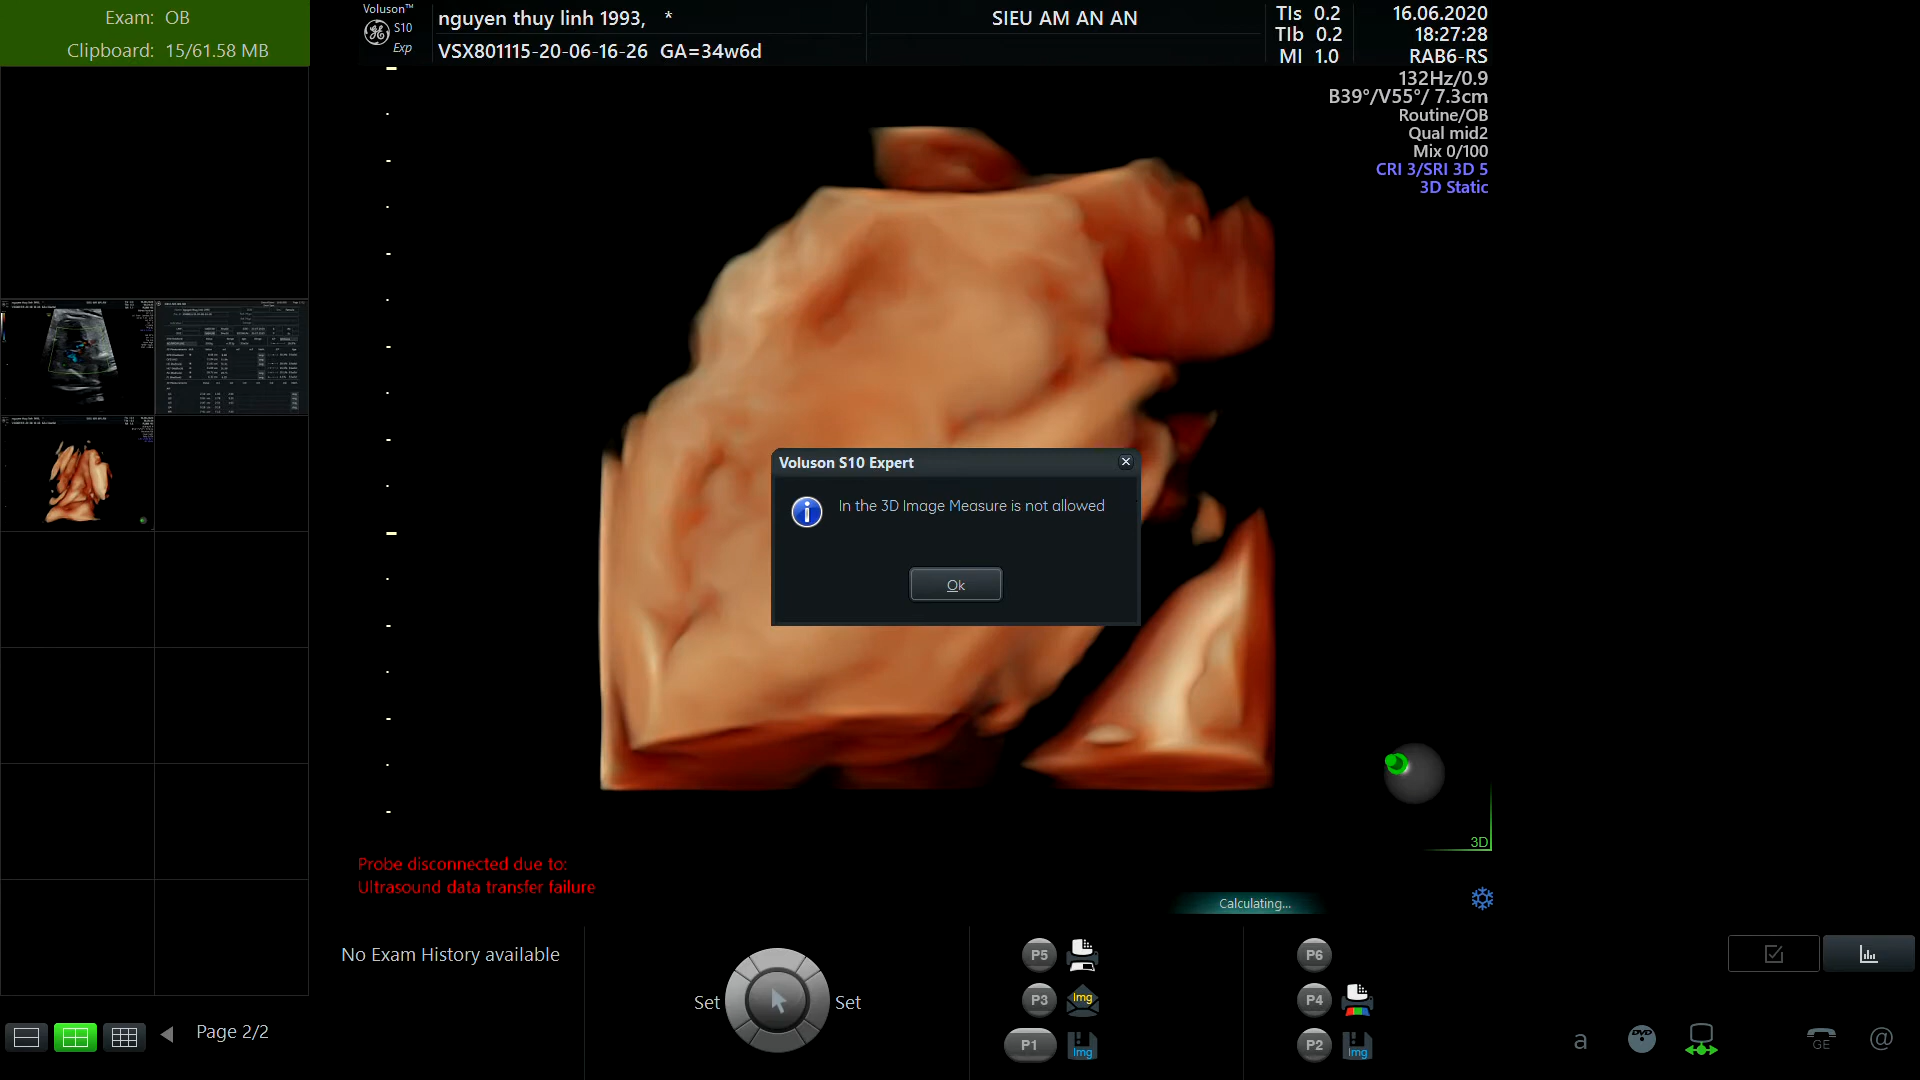 Exam: OB
Clipboard: 15/61.58 MB
Voluson™
S10
Exp
nguyen thuy linh 1993, *
VSX801115-20-06-16-26 GA=34w6d
SIEU AM AN AN
TIs 0.2
TIb 0.2
MI 1.0
16.06.2020
18:27:28
RAB6-RS
132Hz/0.9
B39°/V55°/ 7.3cm
Routine/OB
Qual mid2
Mix 0/100
CRI 3/SRI 3D 5
3D Static
Voluson S10 Expert
In the 3D Image Measure is not allowed
Ok
3D
Probe disconnected due to:
Ultrasound data transfer failure
Calculating...
No Exam History available
Set
Set
P5
P3 Img
P1 Img
P6
P4
P2 Img
Page 2/2
a
DVD
GE
@